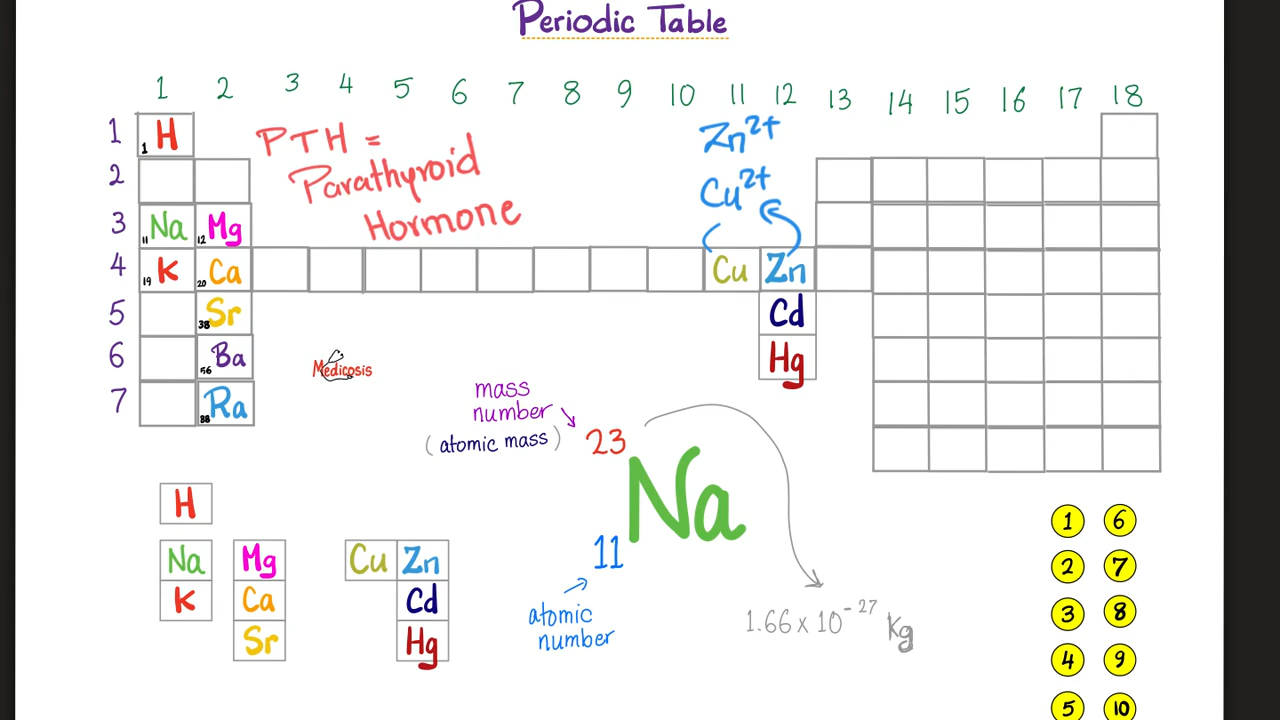 Periodic Table
1 2 3 4 5 6 7 8 9 10 11 12 13 14 15 16 17 18
1 1 H
PTH =
Parathyroid
Hormone
Zn2+
Cu2+
2
3 11 Na 12 Mg
4 19 K 20 Ca Cu Zn
5 38 Sr Cd
6 56 Ba Hg
Medicosis
7 88 Ra
mass
number
(atomic mass)
23
Na
11
atomic
number
1.66 x 10-27 Kg
H
Na Mg Cu Zn
K Ca Cd
Sr Hg
1 6
2 7
3 8
4 9
5 10